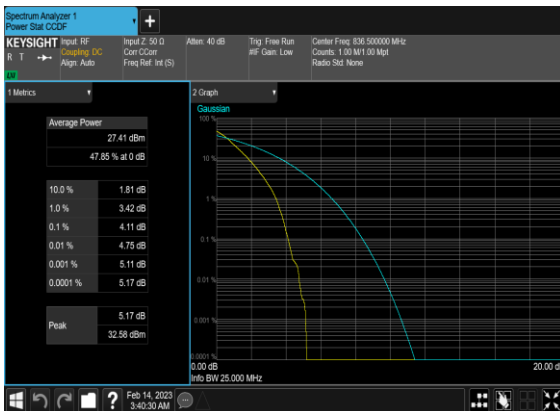 Spectrum Analyzer 1
Power Stat CCDF
KEYSIGHT
R T
LV
Input: RF
Coupling: DC
Align: Auto
Input Z: 50 Ω
Corr CCorr
Freq Ref: Int (S)
Atten: 40 dB
Trig: Free Run
#IF Gain: Low
Center Freq: 836.500000 MHz
Counts: 1.00 M/1.00 Mpt
Radio Std: None
1 Metrics
Average Power
27.41 dBm
47.85 % at 0 dB
10.0 % 1.81 dB
1.0 % 3.42 dB
0.1 % 4.11 dB
0.01 % 4.75 dB
0.001 % 5.11 dB
0.0001 % 5.17 dB
Peak
5.17 dB
32.58 dBm
2 Graph
Gaussian
100 %
10 %
1 %
0.1 %
0.01 %
0.001 %
0.0001 %
0.00 dB
20.00 d
Info BW 25.000 MHz
?
Feb 14, 2023
3:40:30 AM